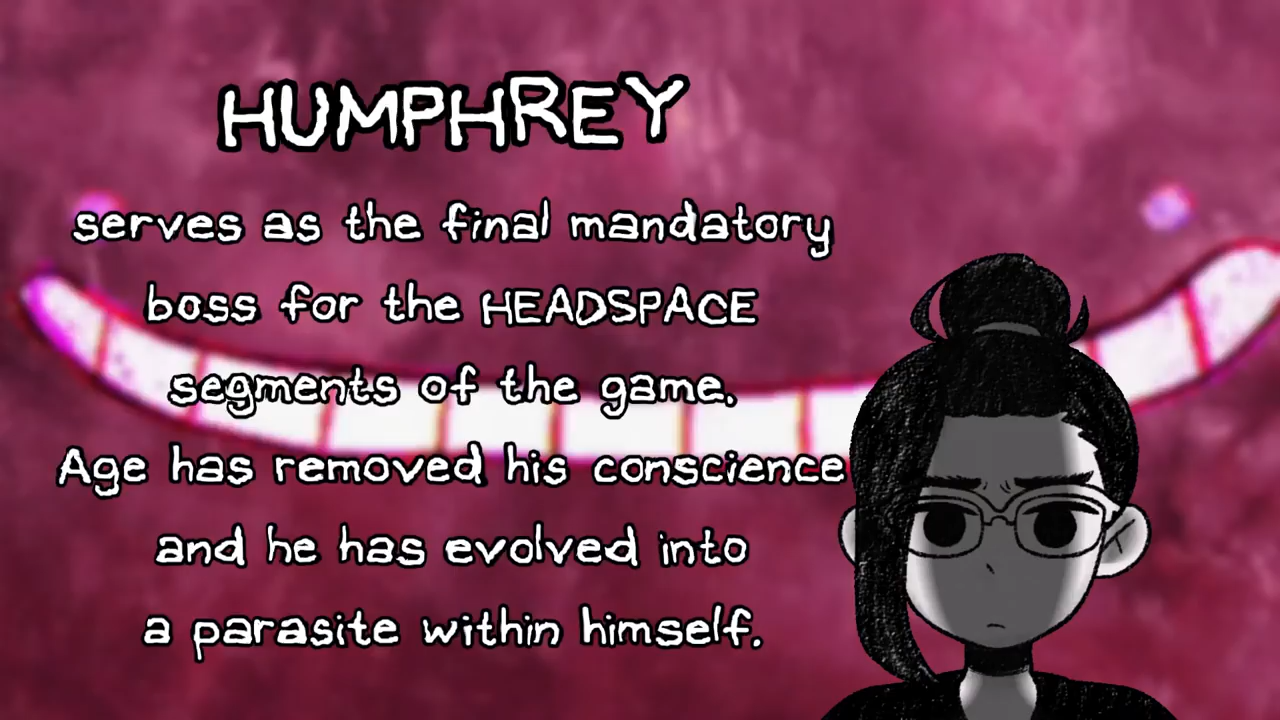 HUMPHREY
serves as the final mandatory
boss for the HEADSPACE
segments of the game.
Age has removed his conscience
and he has evolved into
a parasite within himself.